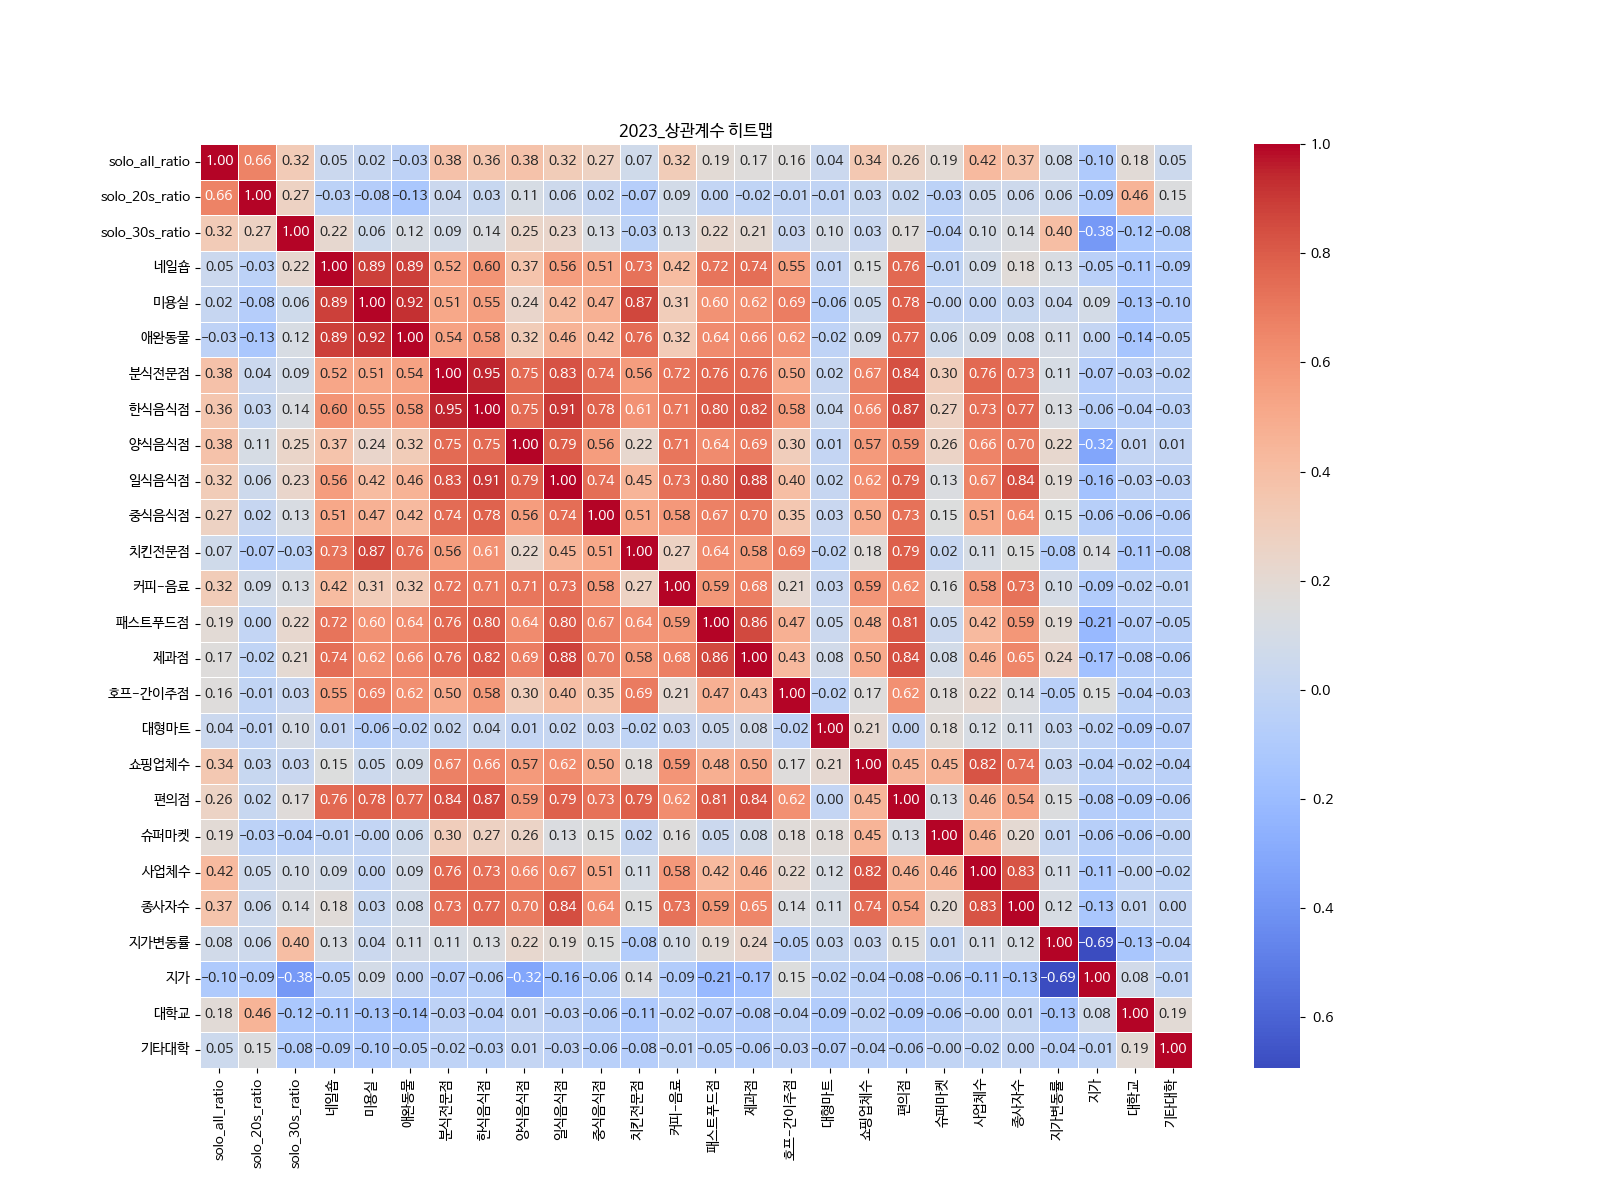 2023_상관계수 히트맵
solo_all_ratio 1.00 0.66 0.32 0.05 0.02 −0.03 0.38 0.36 0.38 0.32 0.27 0.07 0.32 0.19 0.17 0.16 0.04 0.34 0.26 0.19 0.42 0.37 0.08 −0.10 0.18 0.05
solo_20s_ratio 0.66 1.00 0.27 −0.03 −0.08 −0.13 0.04 0.03 0.11 0.06 0.02 −0.07 0.09 0.00 −0.02 −0.01 −0.01 0.03 0.02 −0.03 0.05 0.06 0.06 −0.09 0.46 0.15
solo_30s_ratio 0.32 0.27 1.00 0.22 0.06 0.12 0.09 0.14 0.25 0.23 0.13 −0.03 0.13 0.22 0.21 0.03 0.10 0.03 0.17 −0.04 0.10 0.14 0.40 −0.38 −0.12 −0.08
네일숍 0.05 −0.03 0.22 1.00 0.89 0.89 0.52 0.60 0.37 0.56 0.51 0.73 0.42 0.72 0.74 0.55 0.01 0.15 0.76 −0.01 0.09 0.18 0.13 −0.05 −0.11 −0.09
미용실 0.02 −0.08 0.06 0.89 1.00 0.92 0.51 0.55 0.24 0.42 0.47 0.87 0.31 0.60 0.62 0.69 −0.06 0.05 0.78 −0.00 0.00 0.03 0.04 0.09 −0.13 −0.10
애완동물 −0.03 −0.13 0.12 0.89 0.92 1.00 0.54 0.58 0.32 0.46 0.42 0.76 0.32 0.64 0.66 0.62 −0.02 0.09 0.77 0.06 0.09 0.08 0.11 0.00 −0.14 −0.05
분식전문점 0.38 0.04 0.09 0.52 0.51 0.54 1.00 0.95 0.75 0.83 0.74 0.56 0.72 0.76 0.76 0.50 0.02 0.67 0.84 0.30 0.76 0.73 0.11 −0.07 −0.03 −0.02
한식음식점 0.36 0.03 0.14 0.60 0.55 0.58 0.95 1.00 0.75 0.91 0.78 0.61 0.71 0.80 0.82 0.58 0.04 0.66 0.87 0.27 0.73 0.77 0.13 −0.06 −0.04 −0.03
양식음식점 0.38 0.11 0.25 0.37 0.24 0.32 0.75 0.75 1.00 0.79 0.56 0.22 0.71 0.64 0.69 0.30 0.01 0.57 0.59 0.26 0.66 0.70 0.22 −0.32 0.01 0.01
일식음식점 0.32 0.06 0.23 0.56 0.42 0.46 0.83 0.91 0.79 1.00 0.74 0.45 0.73 0.80 0.88 0.40 0.02 0.62 0.79 0.13 0.67 0.84 0.19 −0.16 −0.03 −0.03
중식음식점 0.27 0.02 0.13 0.51 0.47 0.42 0.74 0.78 0.56 0.74 1.00 0.51 0.58 0.67 0.70 0.35 0.03 0.50 0.73 0.15 0.51 0.64 0.15 −0.06 −0.06 −0.06
치킨전문점 0.07 −0.07 −0.03 0.73 0.87 0.76 0.56 0.61 0.22 0.45 0.51 1.00 0.27 0.64 0.58 0.69 −0.02 0.18 0.79 0.02 0.11 0.15 −0.08 0.14 −0.11 −0.08
커피-음료 0.32 0.09 0.13 0.42 0.31 0.32 0.72 0.71 0.71 0.73 0.58 0.27 1.00 0.59 0.68 0.21 0.03 0.59 0.62 0.16 0.58 0.73 0.10 −0.09 −0.02 −0.01
패스트푸드점 0.19 0.00 0.22 0.72 0.60 0.64 0.76 0.80 0.64 0.80 0.67 0.64 0.59 1.00 0.86 0.47 0.05 0.48 0.81 0.05 0.42 0.59 0.19 −0.21 −0.07 −0.05
제과점 0.17 −0.02 0.21 0.74 0.62 0.66 0.76 0.82 0.69 0.88 0.70 0.58 0.68 0.86 1.00 0.43 0.08 0.50 0.84 0.08 0.46 0.65 0.24 −0.17 −0.08 −0.06
호프-간이주점 0.16 −0.01 0.03 0.55 0.69 0.62 0.50 0.58 0.30 0.40 0.35 0.69 0.21 0.47 0.43 1.00 −0.02 0.17 0.62 0.18 0.22 0.14 −0.05 0.15 −0.04 −0.03
대형마트 0.04 −0.01 0.10 0.01 −0.06 −0.02 0.02 0.04 0.01 0.02 0.03 −0.02 0.03 0.05 0.08 −0.02 1.00 0.21 0.00 0.18 0.12 0.11 0.03 −0.02 −0.09 −0.07
쇼핑업체수 0.34 0.03 0.03 0.15 0.05 0.09 0.67 0.66 0.57 0.62 0.50 0.18 0.59 0.48 0.50 0.17 0.21 1.00 0.45 0.45 0.82 0.74 0.03 −0.04 −0.02 −0.04
편의점 0.26 0.02 0.17 0.76 0.78 0.77 0.84 0.87 0.59 0.79 0.73 0.79 0.62 0.81 0.84 0.62 0.00 0.45 1.00 0.13 0.46 0.54 0.15 −0.08 −0.09 −0.06
슈퍼마켓 0.19 −0.03 −0.04 −0.01 −0.00 0.06 0.30 0.27 0.26 0.13 0.15 0.02 0.16 0.05 0.08 0.18 0.18 0.45 0.13 1.00 0.46 0.20 0.01 −0.06 −0.06 −0.00
사업체수 0.42 0.05 0.10 0.09 0.00 0.09 0.76 0.73 0.66 0.67 0.51 0.11 0.58 0.42 0.46 0.22 0.12 0.82 0.46 0.46 1.00 0.83 0.11 −0.11 −0.00 −0.02
종사자수 0.37 0.06 0.14 0.18 0.03 0.08 0.73 0.77 0.70 0.84 0.64 0.15 0.73 0.59 0.65 0.14 0.11 0.74 0.54 0.20 0.83 1.00 0.12 −0.13 0.01 0.00
지가변동률 0.08 0.06 0.40 0.13 0.04 0.11 0.11 0.13 0.22 0.19 0.15 −0.08 0.10 0.19 0.24 −0.05 0.03 0.03 0.15 0.01 0.11 0.12 1.00 −0.69 −0.13 −0.04
지가 −0.10 −0.09 −0.38 −0.05 0.09 0.00 −0.07 −0.06 −0.32 −0.16 −0.06 0.14 −0.09 −0.21 −0.17 0.15 −0.02 −0.04 −0.08 −0.06 −0.11 −0.13 −0.69 1.00 0.08 −0.01
대학교 0.18 0.46 −0.12 −0.11 −0.13 −0.14 −0.03 −0.04 0.01 −0.03 −0.06 −0.11 −0.02 −0.07 −0.08 −0.04 −0.09 −0.02 −0.09 −0.06 −0.00 0.01 −0.13 0.08 1.00 0.19
기타대학 0.05 0.15 −0.08 −0.09 −0.10 −0.05 −0.02 −0.03 0.01 −0.03 −0.06 −0.08 −0.01 −0.05 −0.06 −0.03 −0.07 −0.04 −0.06 −0.00 −0.02 0.00 −0.04 −0.01 0.19 1.00
solo_all_ratio
solo_20s_ratio
solo_30s_ratio
네일숍
미용실
애완동물
분식전문점
한식음식점
양식음식점
일식음식점
중식음식점
치킨전문점
커피-음료
패스트푸드점
제과점
호프-간이주점
대형마트
쇼핑업체수
편의점
슈퍼마켓
사업체수
종사자수
지가변동률
지가
대학교
기타대학
1.0
0.8
0.6
0.4
0.2
0.0
0.2
0.4
0.6